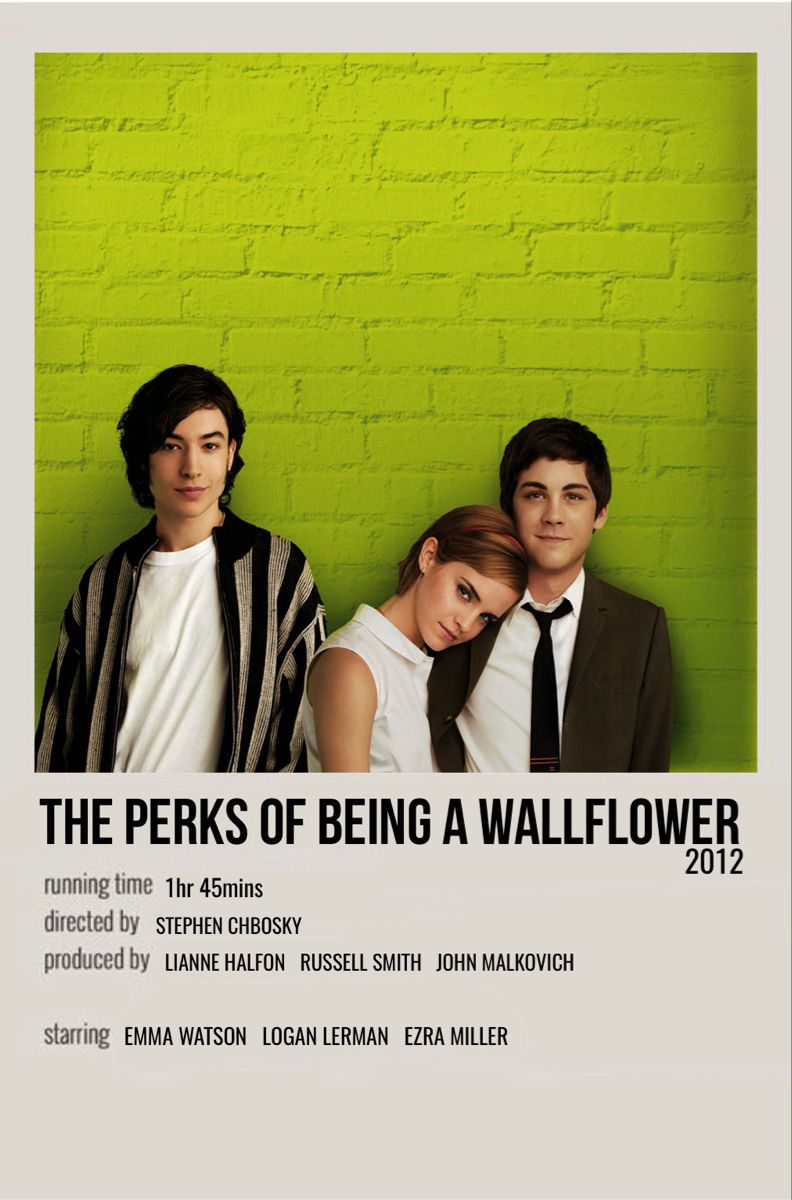 THE PERKS OF BEING A WALLFLOWER
2012
running time 1hr 45mins
directed by STEPHEN CHBOSKY
produced by LIANNE HALFON RUSSELL SMITH JOHN MALKOVICH
starring EMMA WATSON LOGAN LERMAN EZRA MILLER